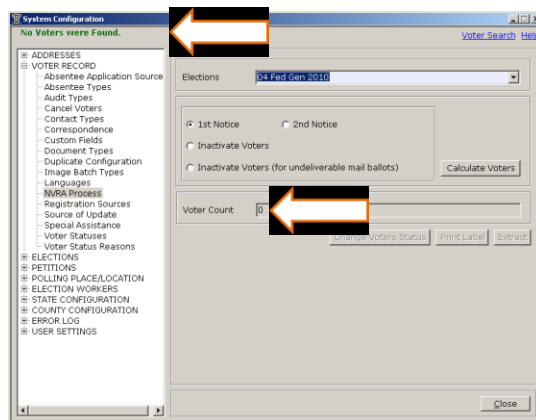 System Configuration
No Voters were Found.
Voter Search Help
ADDRESSES
VOTER RECORD
Absentee Application Source
Absentee Types
Audit Types
Cancel Voters
Contact Types
Correspondence
Custom Fields
Document Types
Duplicate Configuration
Image Batch Types
Languages
NVRA Process
Registration Sources
Source of Update
Special Assistance
Voter Statuses
Voter Status Reasons
ELECTIONS
PETITIONS
POLLING PLACE/LOCATION
ELECTION WORKERS
STATE CONFIGURATION
COUNTY CONFIGURATION
ERROR LOG
USER SETTINGS
Elections 04 Fed Gen 2010
1st Notice 2nd Notice
Inactivate Voters
Inactivate Voters (for undeliverable mail ballots) Calculate Voters
Voter Count 0
Change Voters Status Print Label Extract
Close